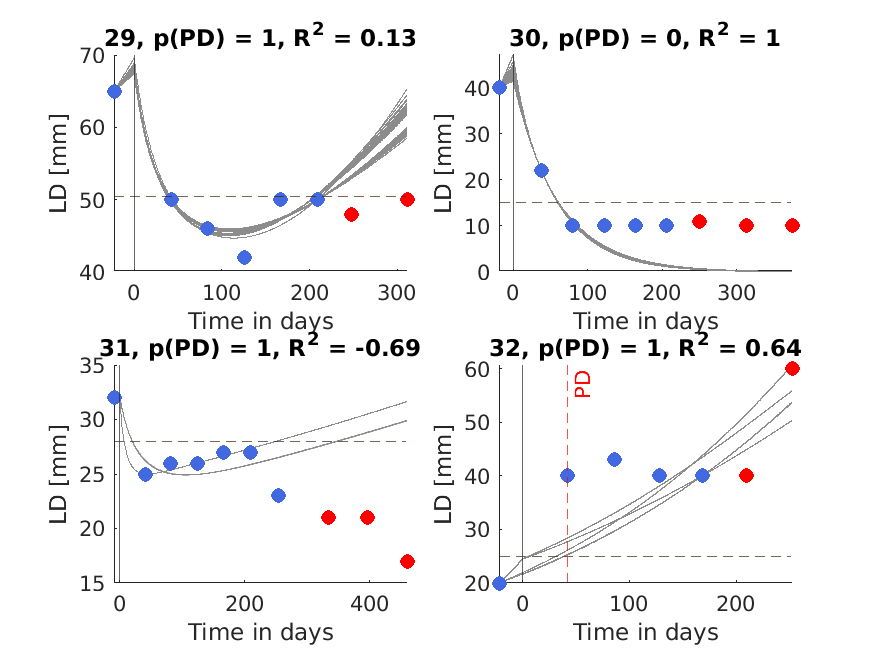 29, p(PD) = 1, R² = 0.13
70
60
50
40
LD [mm]
0
100
200
300
Time in days
30, p(PD) = 0, R² = 1
40
30
20
10
0
LD [mm]
0
100
200
300
Time in days
31, p(PD) = 1, R² = -0.69
35
30
25
20
15
LD [mm]
0
200
400
Time in days
32, p(PD) = 1, R² = 0.64
60
50
40
30
20
LD [mm]
PD
0
100
200
Time in days